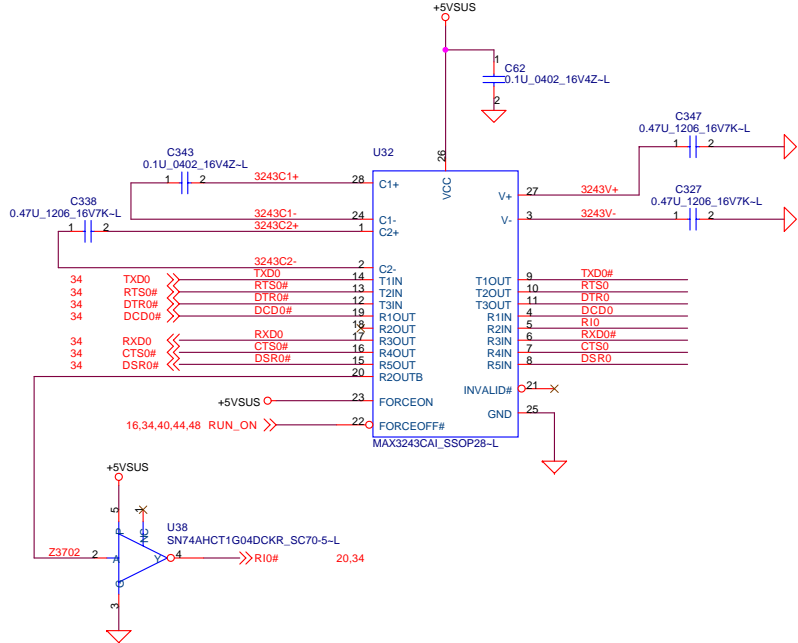 +5VSUS
1
C62
0.1U_0402_16V4Z~L
2
C347
0.47U_1206_16V7K~L
1 2
26
U32
VCC
C343
0.1U_0402_16V4Z~L
1 2
3243C1+
28
C1+
V+
27
3243V+
C338
0.47U_1206_16V7K~L
1 2
3243C1-
24
C1-
3243C2+
1
C2+
V-
3
3243V-
C327
0.47U_1206_16V7K~L
1 2
3243C2-
2
C2-
34 TXD0 TXD0 14 T1IN T1OUT 9 TXD0#
34 RTS0# RTS0# 13 T2IN T2OUT 10 RTS0
34 DTR0# DTR0# 12 T3IN T3OUT 11 DTR0
34 DCD0# DCD0# 19 R1OUT R1IN 4 DCD0
18 R2OUT R2IN 5 RI0
34 RXD0 RXD0 17 R3OUT R3IN 6 RXD0#
34 CTS0# CTS0# 16 R4OUT R4IN 7 CTS0
34 DSR0# DSR0# 15 R5OUT R5IN 8 DSR0
20 R2OUTB
INVALID# 21
+5VSUS 23 FORCEON
GND 25
16,34,40,44,48 RUN_ON 22 FORCEOFF#
MAX3243CAI_SSOP28~L
+5VSUS
5
1
P
NC
U38
SN74AHCT1G04DCKR_SC70-5~L
Z3702 2 A Y 4 RI0# 20,34
G
3